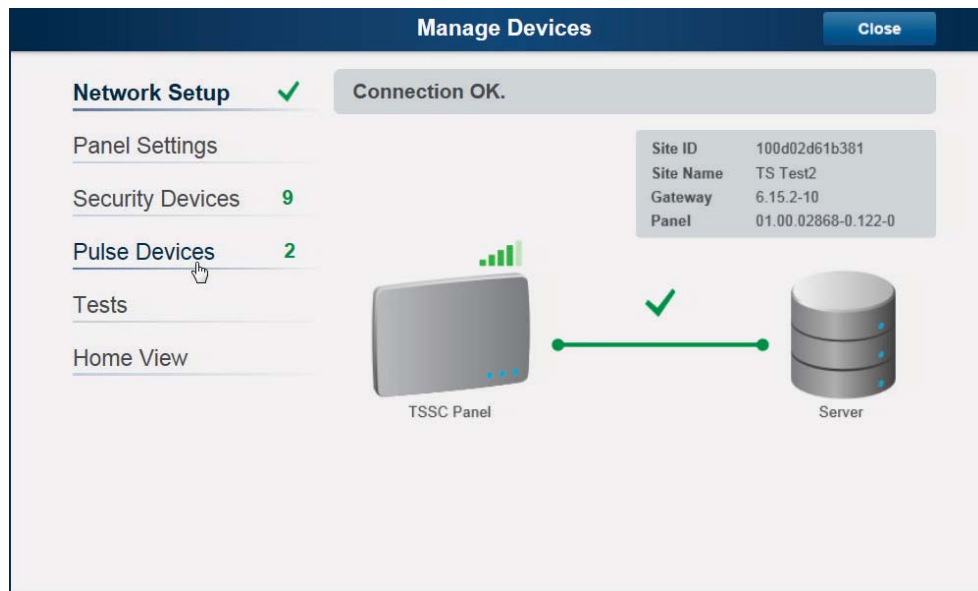 Manage Devices
Close
Network Setup
Connection OK.
Panel Settings
Security Devices 9
Pulse Devices 2
Tests
Home View
Site ID 100d02d61b381
Site Name TS Test2
Gateway 6.15.2-10
Panel 01.00.02868-0.122-0
TSSC Panel
Server